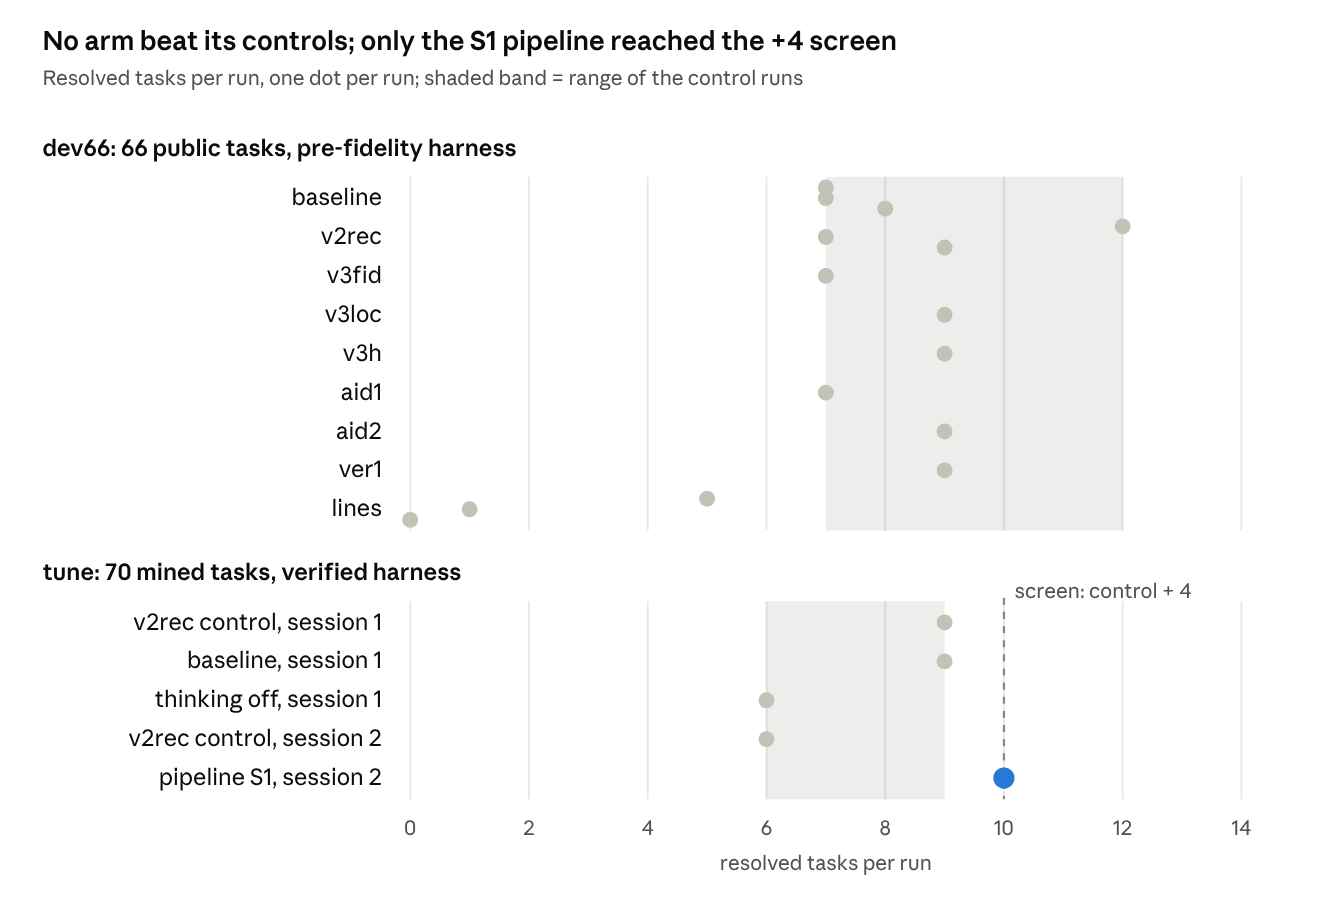 No arm beat its controls; only the S1 pipeline reached the +4 screen
Resolved tasks per run, one dot per run; shaded band = range of the control runs
dev66: 66 public tasks, pre-fidelity harness
baseline
v2rec
v3fid
v3loc
v3h
aid1
aid2
ver1
lines
tune: 70 mined tasks, verified harness
screen: control + 4
v2rec control, session 1
baseline, session 1
thinking off, session 1
v2rec control, session 2
pipeline S1, session 2
0 2 4 6 8 10 12 14
resolved tasks per run